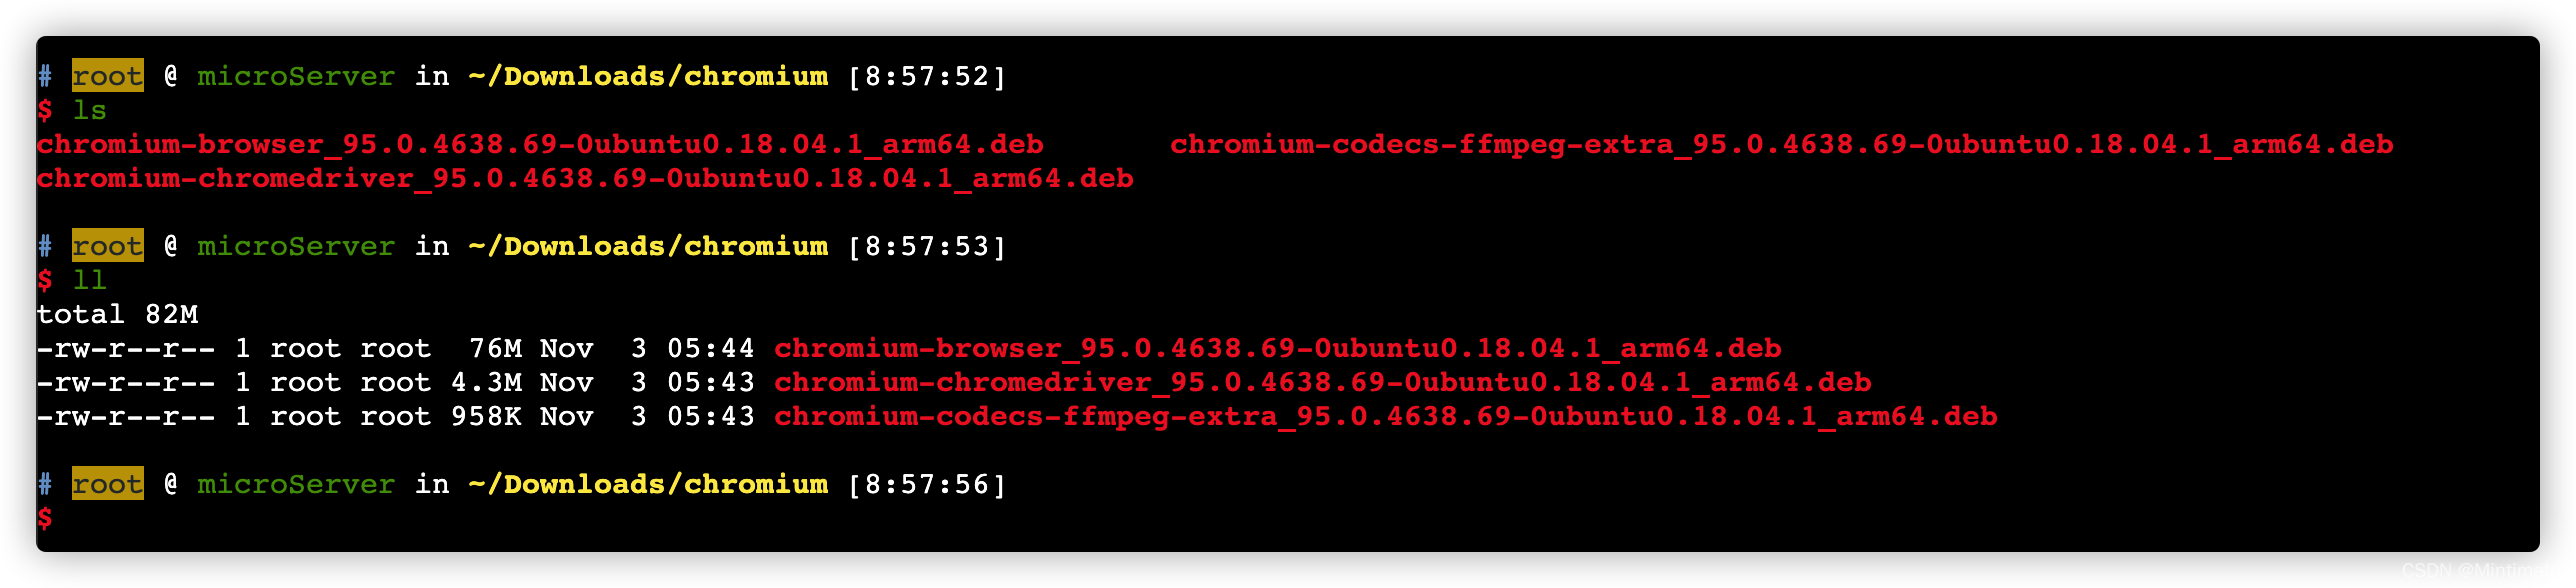 # root @ microServer in ~/Downloads/chromium [8:57:52]
$ ls
chromium-browser_95.0.4638.69-0ubuntu0.18.04.1_arm64.deb       chromium-codecs-ffmpeg-extra_95.0.4638.69-0ubuntu0.18.04.1_arm64.deb
chromium-chromedriver_95.0.4638.69-0ubuntu0.18.04.1_arm64.deb
# root @ microServer in ~/Downloads/chromium [8:57:53]
$ ll
total 82M
-rw-r--r-- 1 root root  76M Nov  3 05:44 chromium-browser_95.0.4638.69-0ubuntu0.18.04.1_arm64.deb
-rw-r--r-- 1 root root 4.3M Nov  3 05:43 chromium-chromedriver_95.0.4638.69-0ubuntu0.18.04.1_arm64.deb
-rw-r--r-- 1 root root 958K Nov  3 05:43 chromium-codecs-ffmpeg-extra_95.0.4638.69-0ubuntu0.18.04.1_arm64.deb
# root @ microServer in ~/Downloads/chromium [8:57:56]
$
CSDN